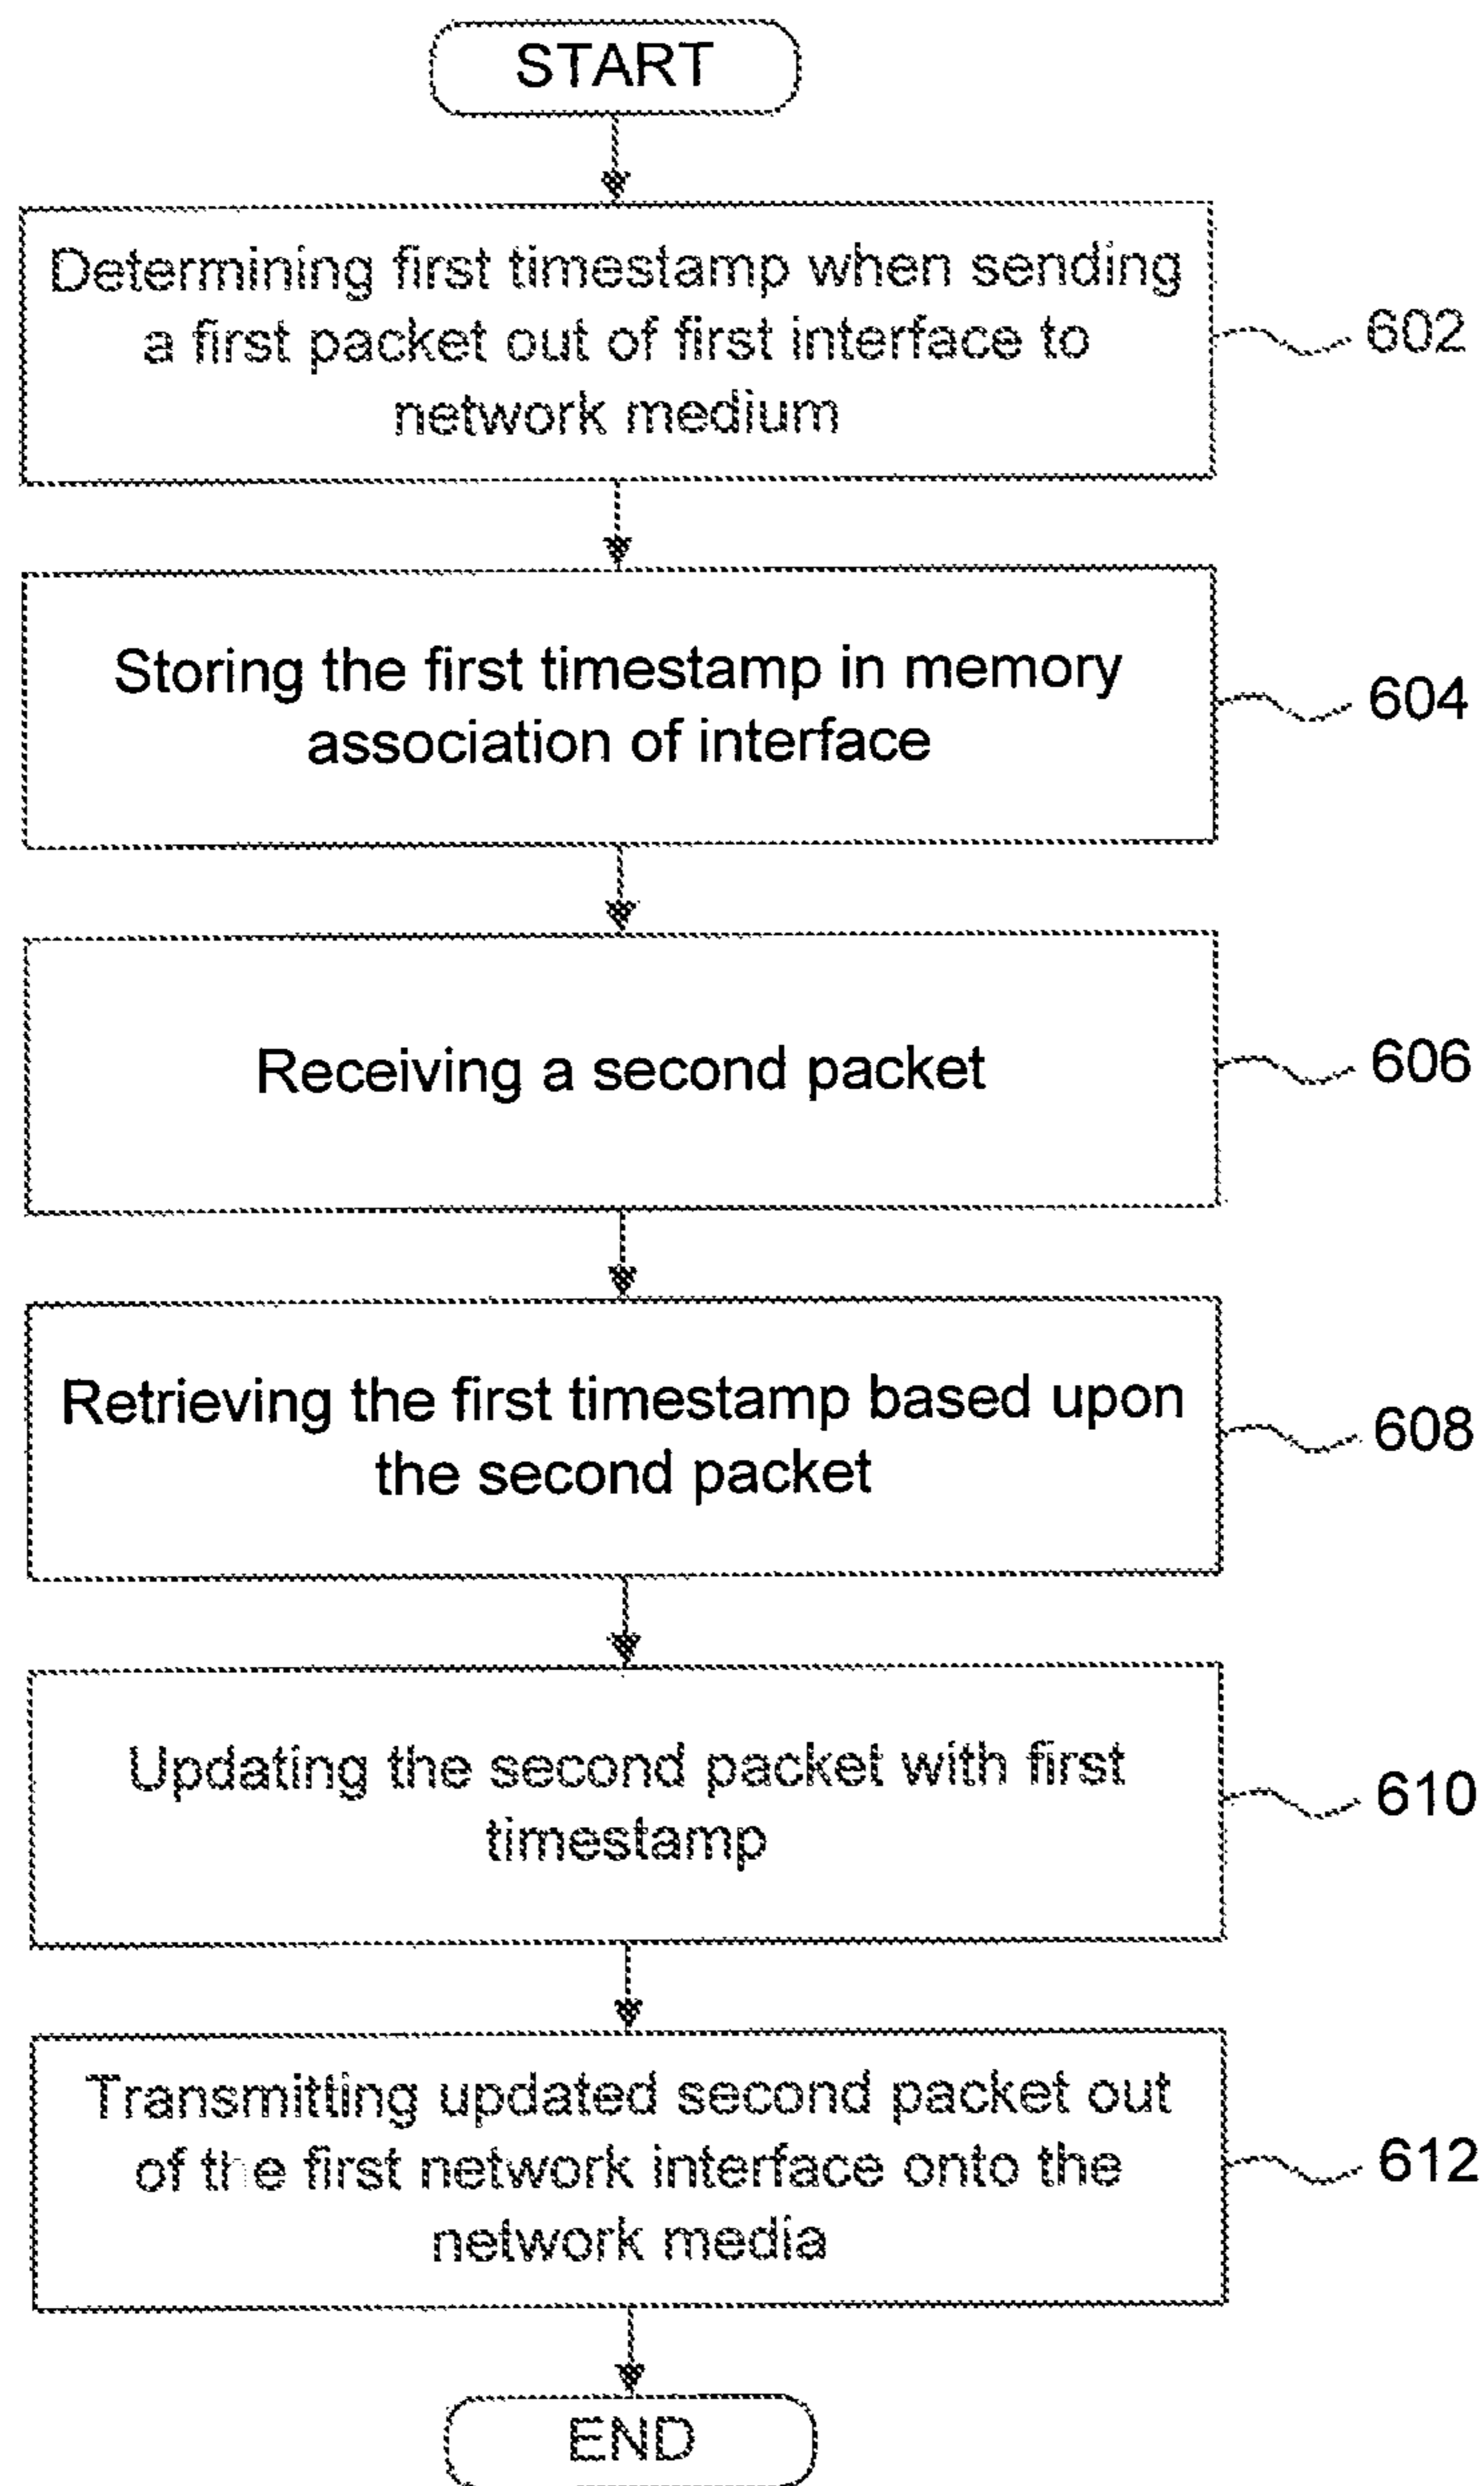 START
Determining first timestamp when sending
a first packet out of first interface to
network medium
602
Storing the first timestamp in memory
association of interface
604
Receiving a second packet
606
Retrieving the first timestamp based upon
the second packet
608
Updating the second packet with first
timestamp
610
Transmitting updated second packet out
of the first network interface onto the
network media
612
END